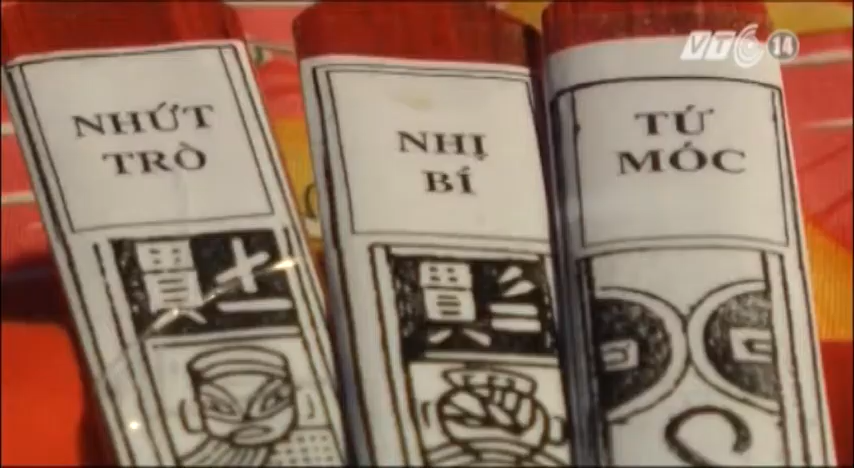 VTC 14
NHỨT
TRÒ
NHỊ
BÍ
TỨ
MÓC